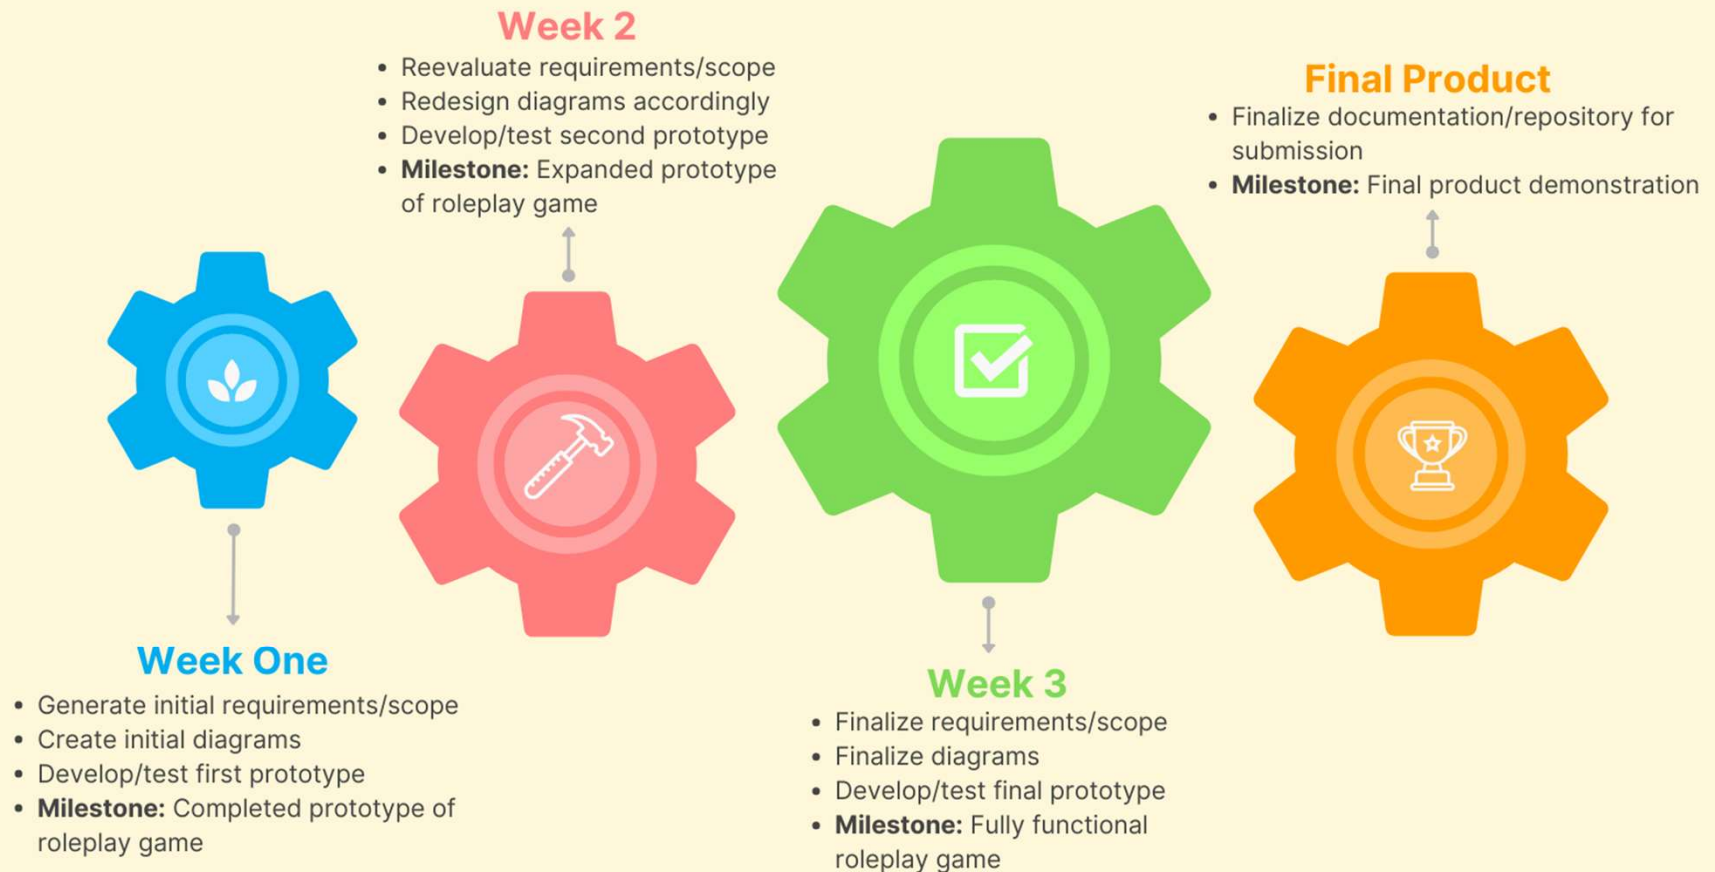 Week One
• Generate initial requirements/scope
• Create initial diagrams
• Develop/test first prototype
• Milestone: Completed prototype of
roleplay game
Week 2
• Reevaluate requirements/scope
• Redesign diagrams accordingly
• Develop/test second prototype
• Milestone: Expanded prototype
of roleplay game
Week 3
• Finalize requirements/scope
• Finalize diagrams
• Develop/test final prototype
• Milestone: Fully functional
roleplay game
Final Product
• Finalize documentation/repository for
submission
• Milestone: Final product demonstration